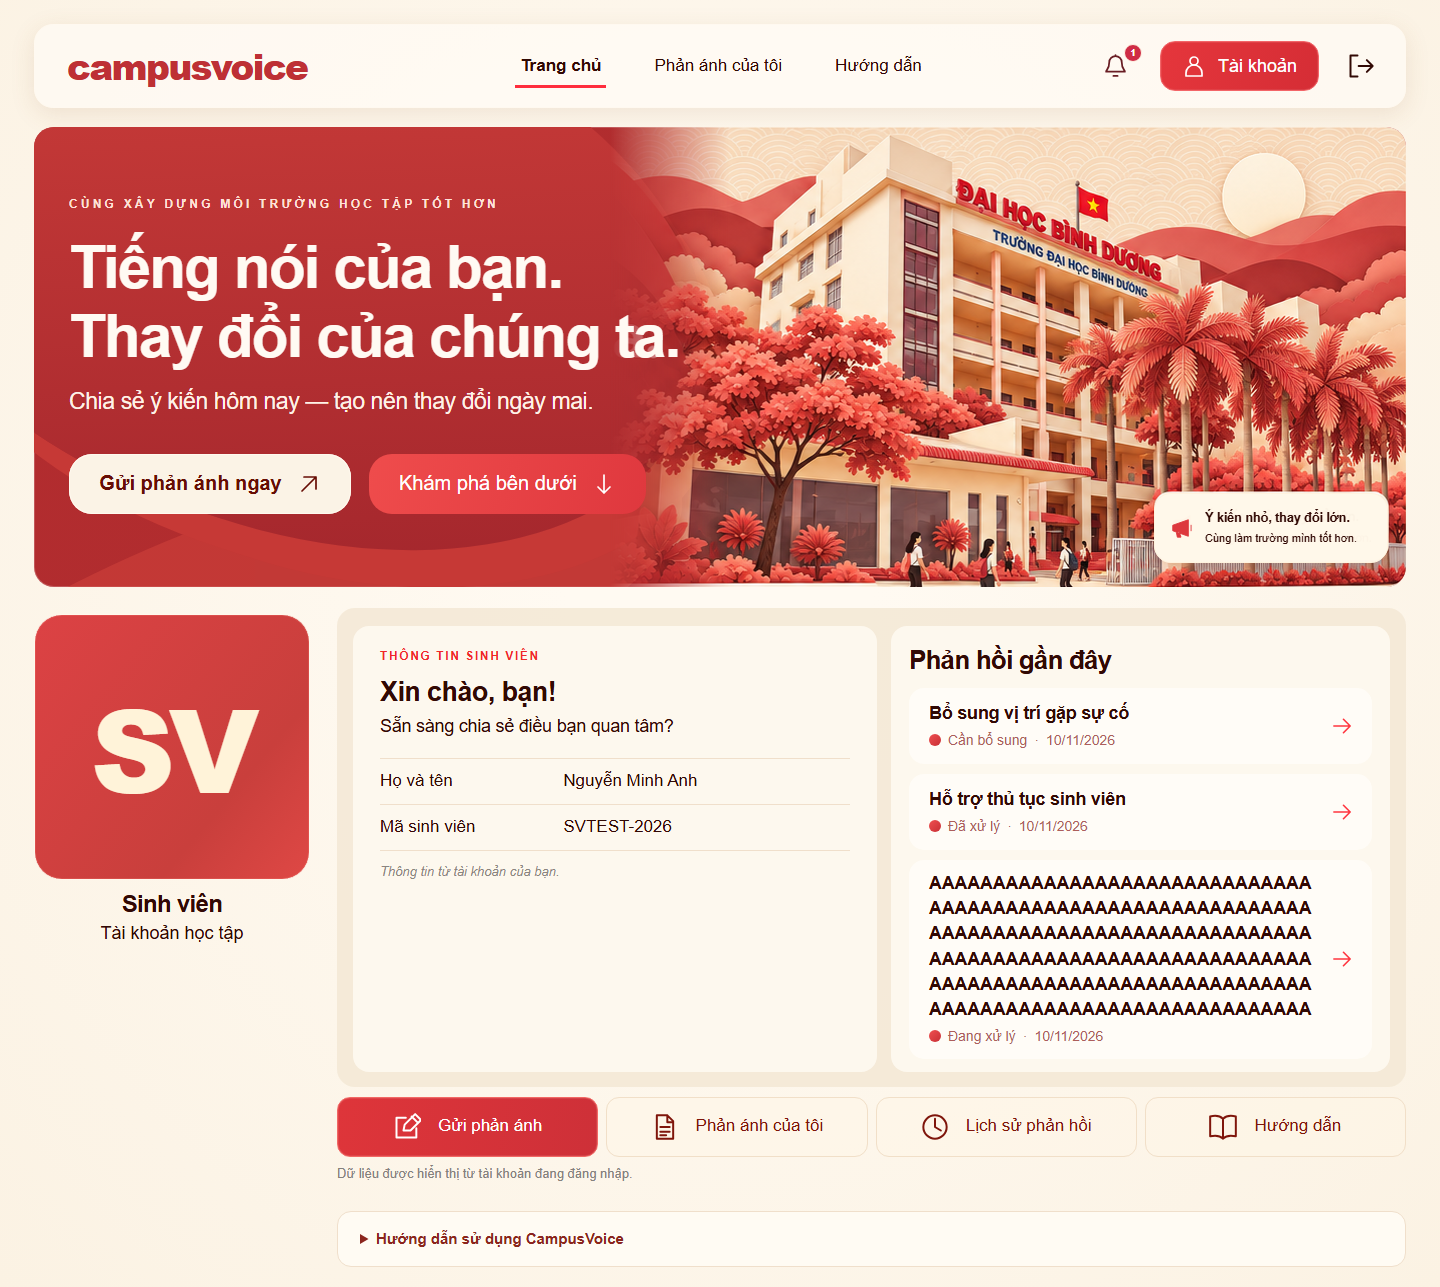 campusvoice
Trang chủ
Phản ánh của tôi
Hướng dẫn
1
Tài khoản
CÙNG XÂY DỰNG MÔI TRƯỜNG HỌC TẬP TỐT HƠN
Tiếng nói của bạn.
Thay đổi của chúng ta.
Chia sẻ ý kiến hôm nay — tạo nên thay đổi ngày mai.
Gửi phản ánh ngay
Khám phá bên dưới
ĐẠI HỌC BÌNH DƯƠNG
TRƯỜNG ĐẠI HỌC BÌNH DƯƠNG
Ý kiến nhỏ, thay đổi lớn.
Cùng làm trường mình tốt hơn.
SV
Sinh viên
Tài khoản học tập
THÔNG TIN SINH VIÊN
Xin chào, bạn!
Sẵn sàng chia sẻ điều bạn quan tâm?
Họ và tên Nguyễn Minh Anh
Mã sinh viên SVTEST-2026
Thông tin từ tài khoản của bạn.
Phản hồi gần đây
Bổ sung vị trí gặp sự cố
Cần bổ sung · 10/11/2026
Hỗ trợ thủ tục sinh viên
Đã xử lý · 10/11/2026
AAAAAAAAAAAAAAAAAAAAAAAAAAAAAA
AAAAAAAAAAAAAAAAAAAAAAAAAAAAAA
AAAAAAAAAAAAAAAAAAAAAAAAAAAAAA
AAAAAAAAAAAAAAAAAAAAAAAAAAAAAA
AAAAAAAAAAAAAAAAAAAAAAAAAAAAAA
AAAAAAAAAAAAAAAAAAAAAAAAAAAAAA
Đang xử lý · 10/11/2026
Gửi phản ánh
Phản ánh của tôi
Lịch sử phản hồi
Hướng dẫn
Dữ liệu được hiển thị từ tài khoản đang đăng nhập.
Hướng dẫn sử dụng CampusVoice